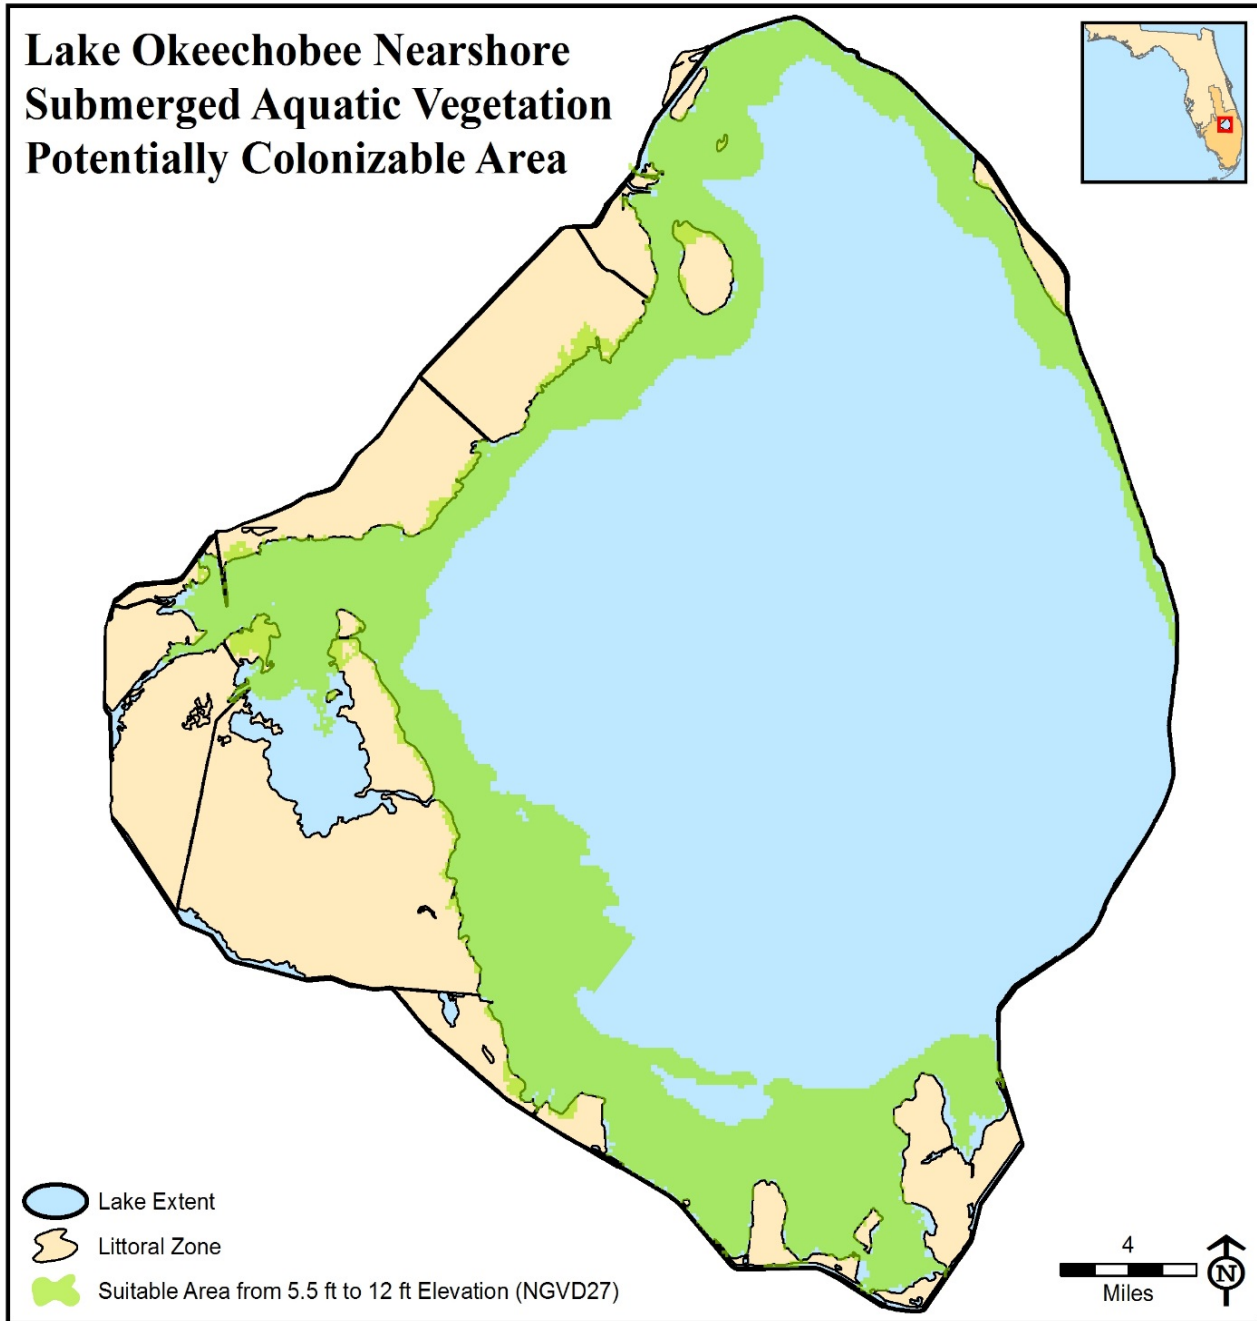 Lake Okeechobee Nearshore
Submerged Aquatic Vegetation
Potentially Colonizable Area
Lake Extent
Littoral Zone
Suitable Area from 5.5 ft to 12 ft Elevation (NGVD27)
4
Miles
N